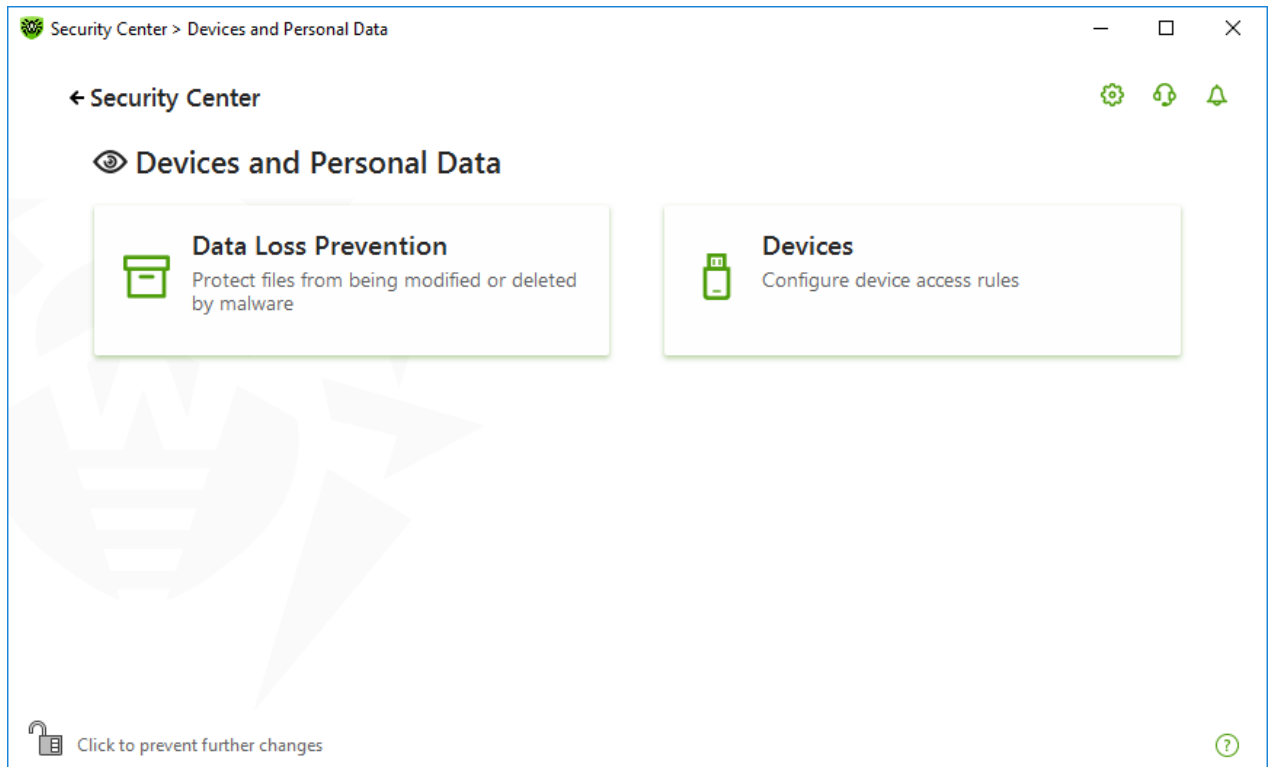 Security Center > Devices and Personal Data
Security Center
Devices and Personal Data
Data Loss Prevention
Protect files from being modified or deleted
by malware
Devices
Configure device access rules
Click to prevent further changes